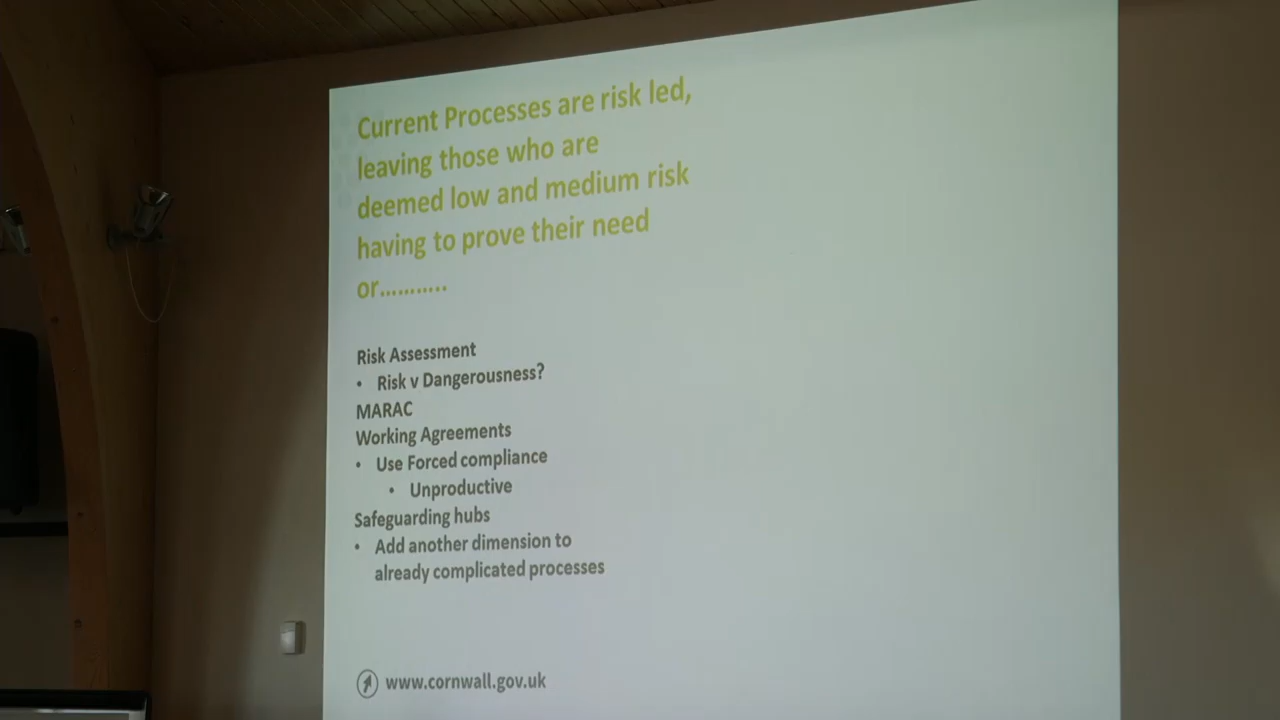 Current Processes are risk led,
leaving those who are
deemed low and medium risk
having to prove their need
or...........
Risk Assessment
• Risk v Dangerousness?
MARAC
Working Agreements
• Use Forced compliance
• Unproductive
Safeguarding hubs
• Add another dimension to
already complicated processes
www.cornwall.gov.uk